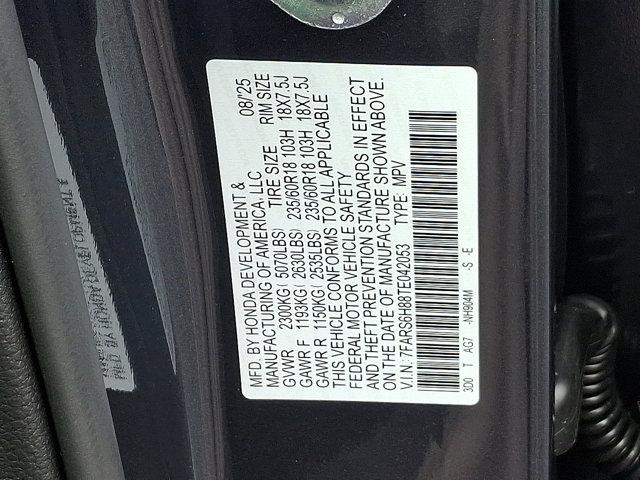 MFD. BY HONDA DEVELOPMENT & 08/'25
MANUFACTURING OF AMERICA, LLC
TIRE SIZE RIM SIZE
GVWR 2300KG( 5070LBS)
GAWR F 1193KG( 2630LBS) 235/60R18 103H 18X7.5J
GAWR R 1150KG( 2535LBS) 235/60R18 103H 18X7.5J
THIS VEHICLE CONFORMS TO ALL APPLICABLE
FEDERAL MOTOR VEHICLE SAFETY
AND THEFT PREVENTION STANDARDS IN EFFECT
ON THE DATE OF MANUFACTURE SHOWN ABOVE.
V.I.N.:7FARS6H887E042053 TYPE: MPV
3D0 T AG7 -NH904M -S -E